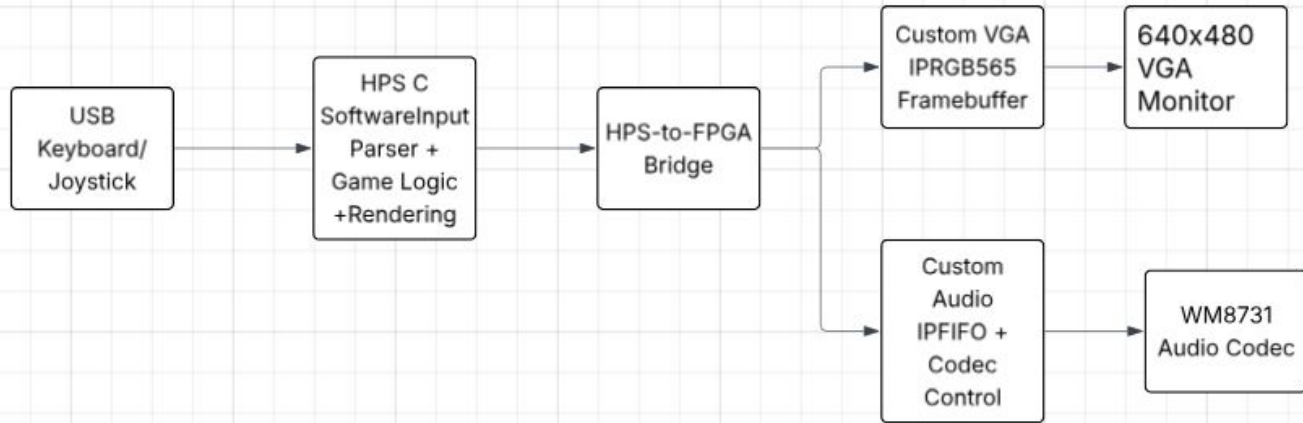 USB
Keyboard/
Joystick
HPS C
SoftwareInput
Parser +
Game Logic
+Rendering
HPS-to-FPGA
Bridge
Custom VGA
IPRGB565
Framebuffer
640x480
VGA
Monitor
Custom
Audio
IPFIFO +
Codec
Control
WM8731
Audio Codec